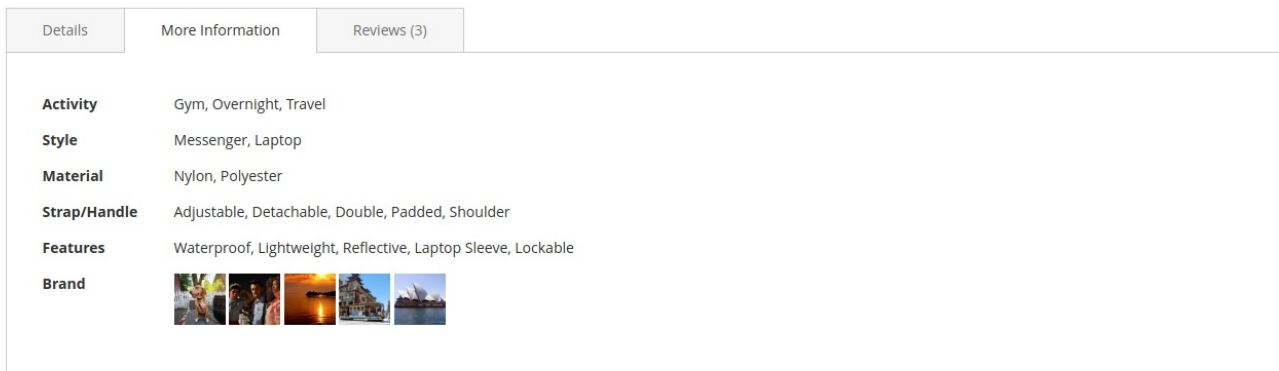 Details More Information Reviews (3)
Activity Gym, Overnight, Travel
Style Messenger, Laptop
Material Nylon, Polyester
Strap/Handle Adjustable, Detachable, Double, Padded, Shoulder
Features Waterproof, Lightweight, Reflective, Laptop Sleeve, Lockable
Brand